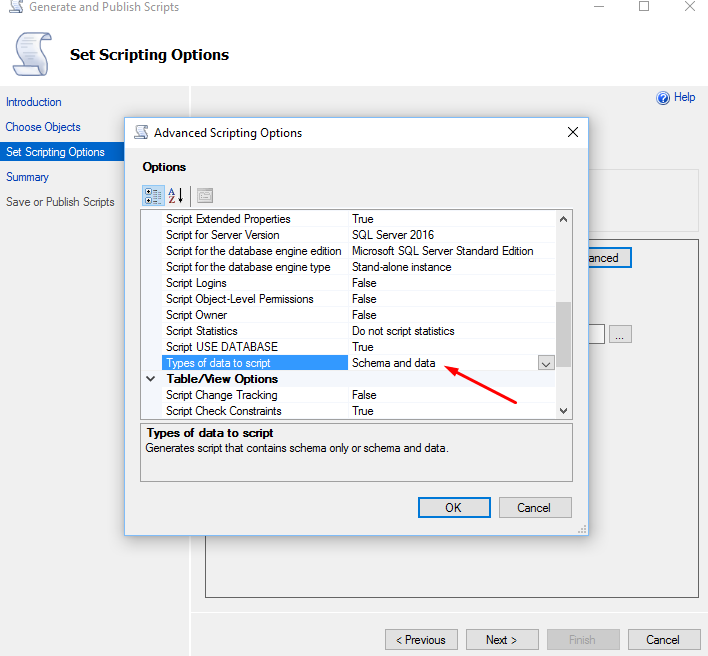 Generate and Publish Scripts
Set Scripting Options
Help
Introduction
Choose Objects
Set Scripting Options
Summary
Save or Publish Scripts
Advanced Scripting Options
Options
A
Z
Script Extended Properties True
Script for Server Version SQL Server 2016
Script for the database engine edition Microsoft SQL Server Standard Edition
Script for the database engine type Stand-alone instance
Script Logins False
Script Object-Level Permissions False
Script Owner False
Script Statistics Do not script statistics
Script USE DATABASE True
Types of data to script Schema and data
Table/View Options
Script Change Tracking False
Script Check Constraints True
Types of data to script
Generates script that contains schema only or schema and data.
OK Cancel
anced
...
< Previous Next > Finish Cancel